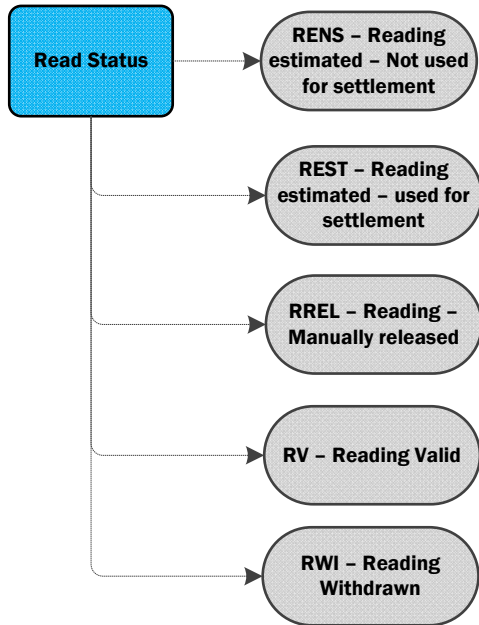 Read Status
RENS – Reading
estimated – Not used
for settlement
REST – Reading
estimated – used for
settlement
RREL – Reading –
Manually released
RV – Reading Valid
RWI – Reading
Withdrawn